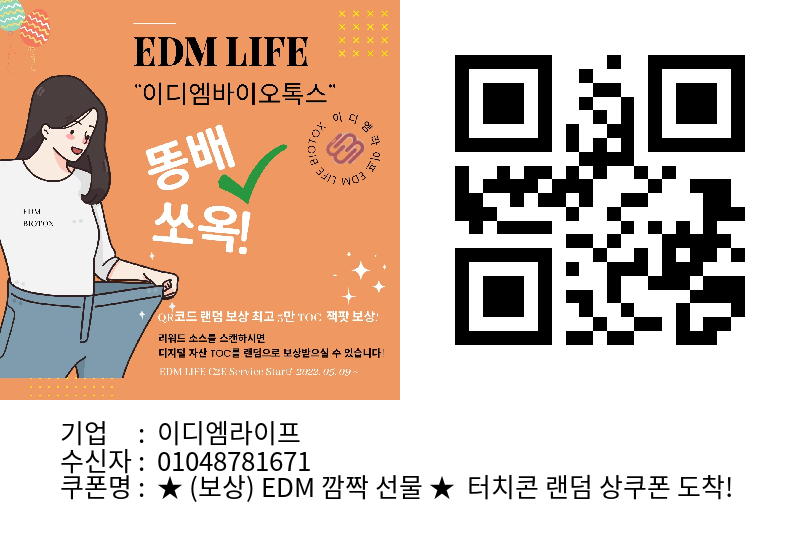 EDM LIFE
"이디엠바이오톡스"
이디엠라이프 EDM LIFE BIOTOX
똥배
쏘옥!
EDM
BIOTOX
QR코드 랜덤 보상 최고 5만 TOC 잭팟 보상!
리워드 소스를 스캔하시면
디지털 자산 TOC를 랜덤으로 보상받으실 수 있습니다!
EDM LIFE C2E Service Start! 2022. 05. 09 ~
기업 : 이디엠라이프
수신자 : 01048781671
쿠폰명 : ★ (보상) EDM 깜짝 선물 ★ 터치콘 랜덤 상쿠폰 도착!